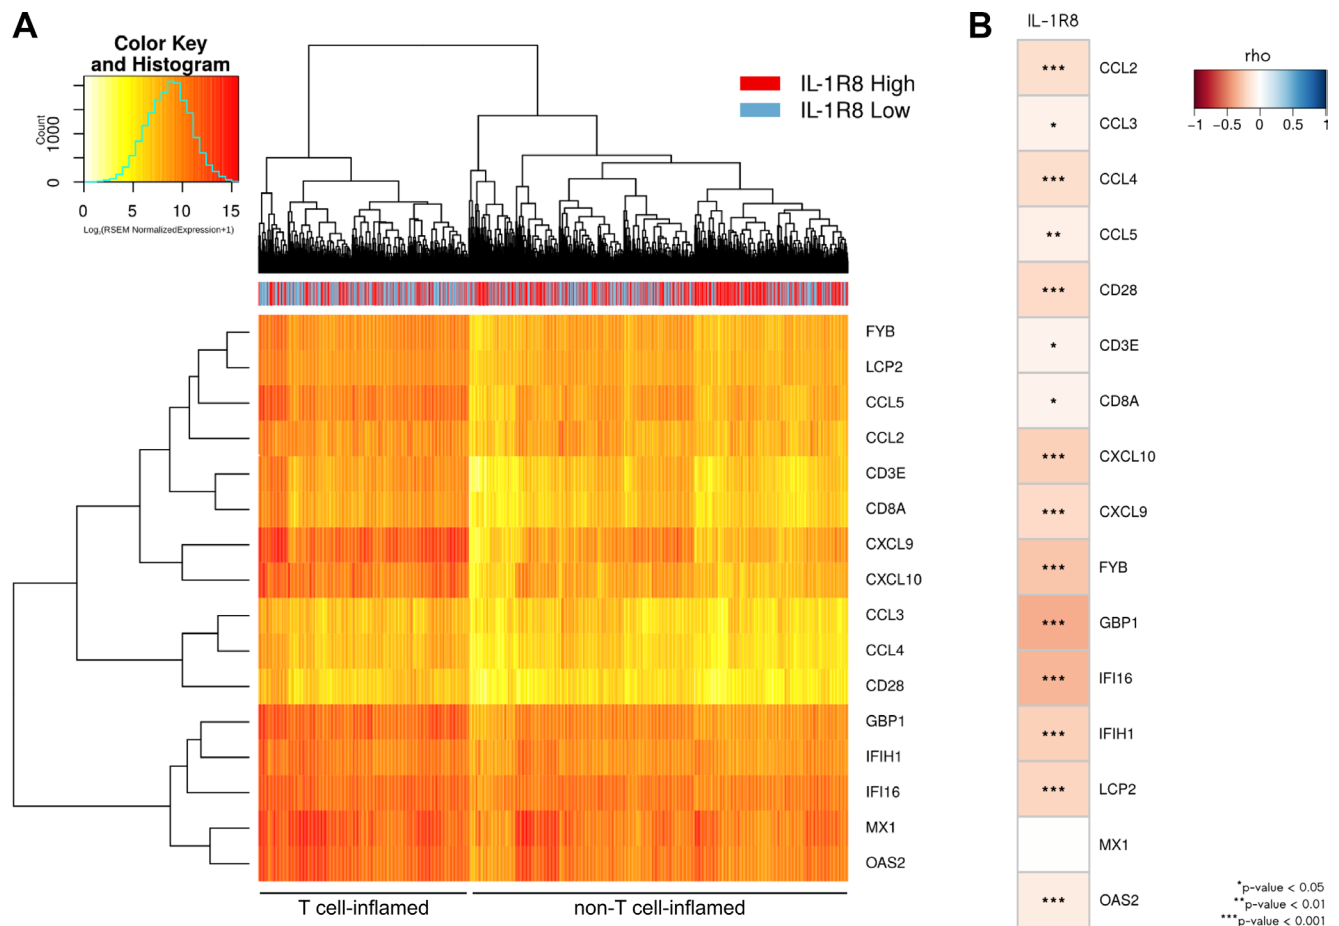 A
Color Key
and Histogram
Count
0
1000
0
5
10
15
Log₂(RSEM NormalizedExpression+1)
IL-1R8 High
IL-1R8 Low
FYB
LCP2
CCL5
CCL2
CD3E
CD8A
CXCL9
CXCL10
CCL3
CCL4
CD28
GBP1
IFIH1
IFI16
MX1
OAS2
T cell-inflamed
non-T cell-inflamed
B
IL-1R8
*** CCL2
* CCL3
*** CCL4
** CCL5
*** CD28
* CD3E
* CD8A
*** CXCL10
*** CXCL9
*** FYB
*** GBP1
*** IFI16
*** IFIH1
*** LCP2
MX1
*** OAS2
rho
−1 −0.5 0 0.5 1
*p-value < 0.05
**p-value < 0.01
***p-value < 0.001